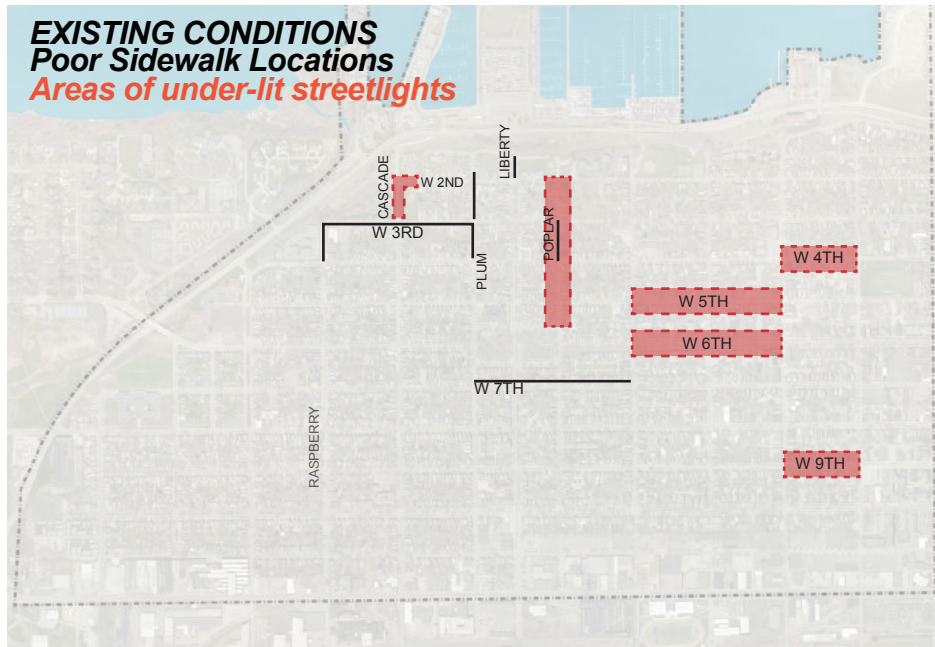 EXISTING CONDITIONS
Poor Sidewalk Locations
Areas of under-lit streetlights
LIBERTY
CASCADE
W 2ND
POPLAR
W 3RD
W 4TH
PLUM
W 5TH
W 6TH
W 7TH
RASPBERRY
W 9TH